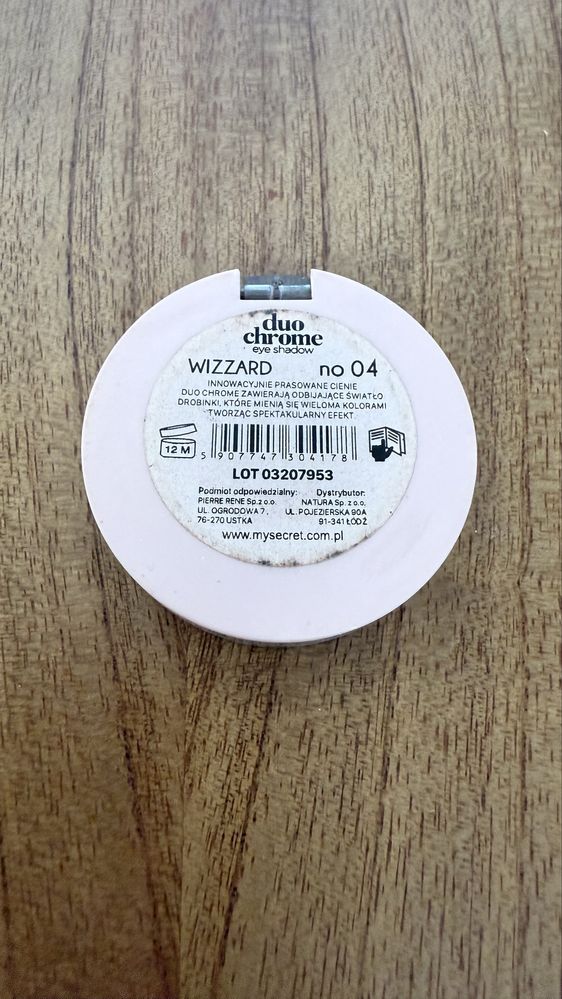 duo
chrome
eye shadow
WIZZARD no 04
INNOWACYJNIE PRASOWANE CIENIE
DUO CHROME ZAWIERAJĄ ODBIJAJĄCE ŚWIATŁO
DROBINKI, KTÓRE MIENIĄ SIĘ WIELOMA KOLORAMI
TWORZĄC SPEKTAKULARNY EFEKT.
12 M
5 907747 304178
LOT 03207953
Podmiot odpowiedzialny: Dystrybutor:
PIERRE RENE Sp.z o.o. NATURA Sp. z o.o.
UL. OGRODOWA 7, UL. POJEZIERSKA 90A
76-270 USTKA 91-341 ŁÓDŹ
www.mysecret.com.pl